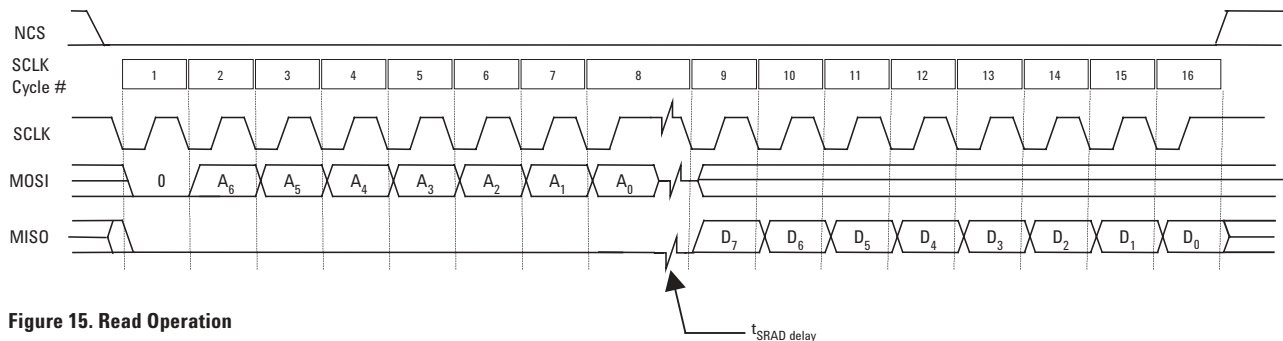 NCS
SCLK
Cycle #
1 2 3 4 5 6 7 8 9 10 11 12 13 14 15 16
SCLK
MOSI 0 A6 A5 A4 A3 A2 A1 A0
MISO D7 D6 D5 D4 D3 D2 D1 D0
tSRAD delay
Figure 15. Read Operation